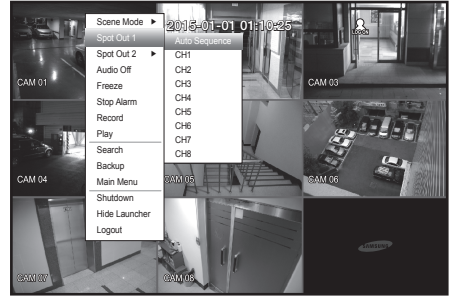 2015-01-01 01:10:25
LOG ON
Scene Mode ▶
Spot Out 1
Spot Out 2 ▶
Audio Off
Freeze
Stop Alarm
Record
Play
Search
Backup
Main Menu
Shutdown
Hide Launcher
Logout
Auto Sequence
CH1
CH2
CH3
CH4
CH5
CH6
CH7
CH8
CAM 01
CAM 03
CAM 04
CAM 05
CAM 06
CAM 07
CAM 08
SAMSUNG